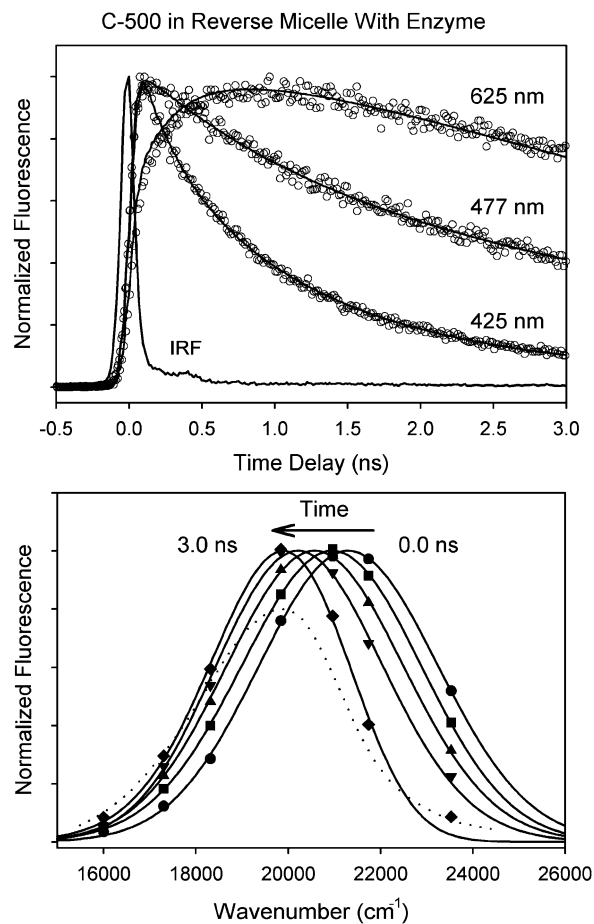 C-500 in Reverse Micelle With Enzyme
Normalized Fluorescence
625 nm
477 nm
425 nm
IRF
-0.5 0.0 0.5 1.0 1.5 2.0 2.5 3.0
Time Delay (ns)
Normalized Fluorescence
Time
3.0 ns 0.0 ns
16000 18000 20000 22000 24000 26000
Wavenumber (cm-1)